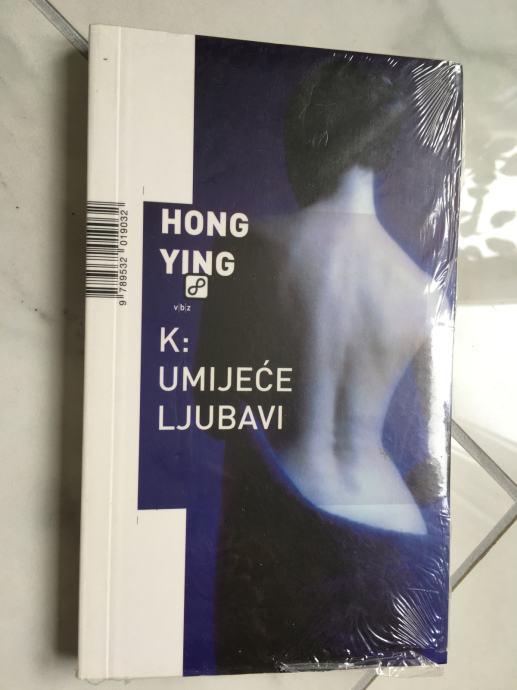 HONG
YING
v|b|z
K:
UMIJEĆE
LJUBAVI
9 789532 019032